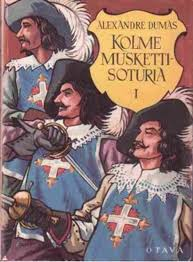 ALEXANDRE DUMAS
KOLME
MUSKETTI-
SOTURIA
I
OTAVA